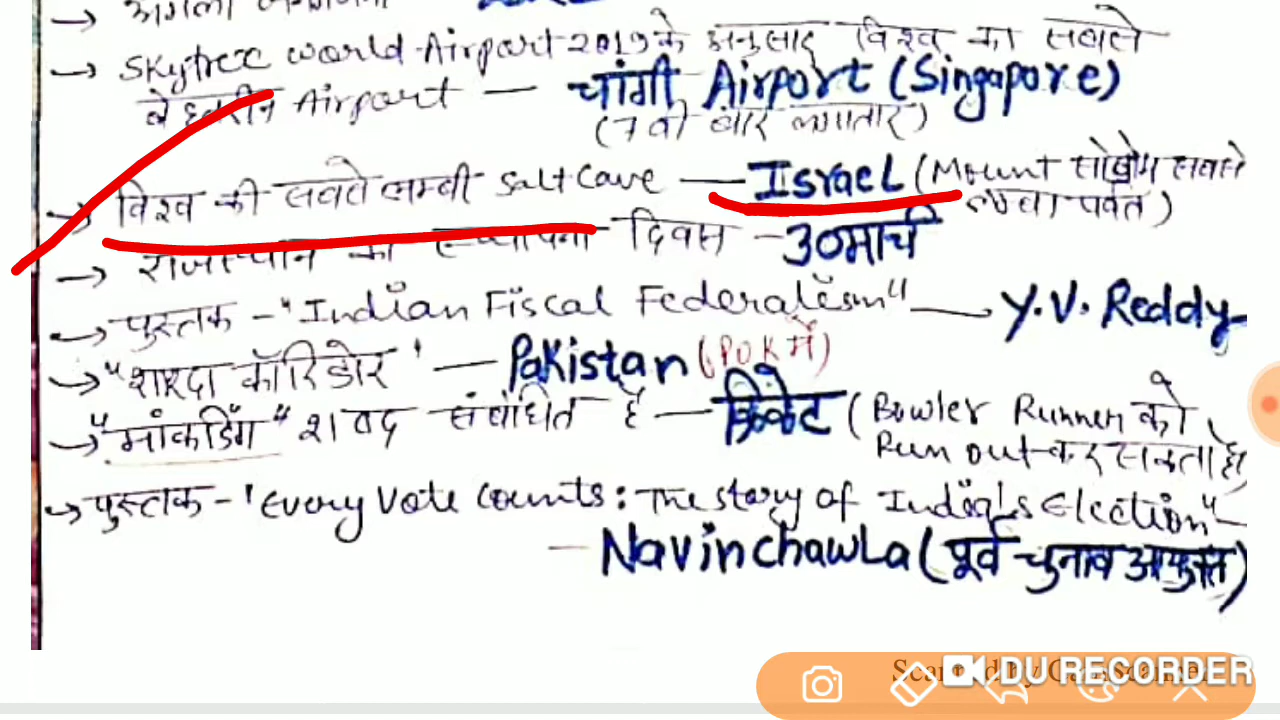 → अगला
→ Skytrex world Airport 2019 के अनुसार विश्व का सबसे
बेहतरीन Airport — चांगी Airport (Singapore)
(7वी बार लगातार)
→ विश्व की सबसे लम्बी Salt Cave — Israel (Mount सोडोम सबसे
लम्बा पर्वत)
→ राजस्थान का स्थापना दिवस - 30 मार्च
→ पुस्तक - "Indian Fiscal Federalism" — Y.V. Reddy
→ "शारदा कॉरिडोर' — Pakistan (POK में)
→ "मांकडिंग" शब्द संबंधित है — क्रिकेट (Bowler Runner को
Run out कर सकता है)
→ पुस्तक - 'Every Vote Counts: The story of India's Election" –
— Navin chawla (पूर्व चुनाव आयुक्त)
DU RECORDER